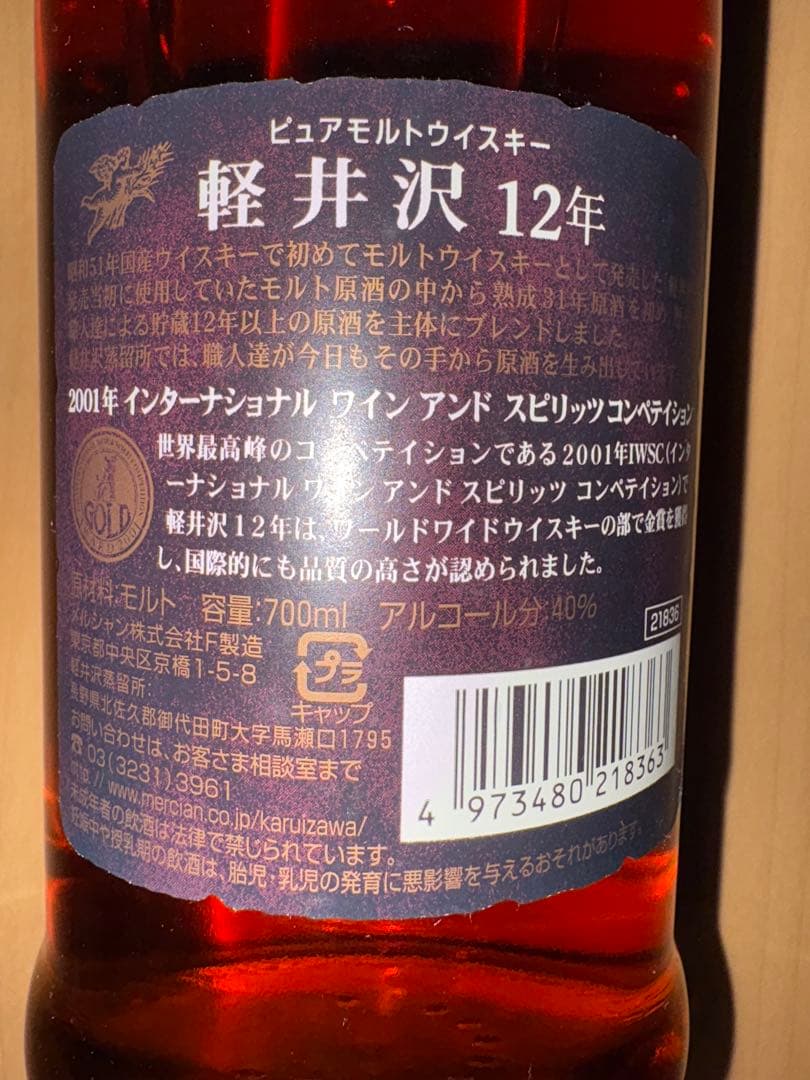 ピュアモルトウイスキー
軽井沢 12年
昭和51年国産ウイスキーで初めてモルトウイスキーとして発売した
発売当初に使用していたモルト原酒の中から熟成31年原酒を初め
職人達による貯蔵12年以上の原酒を主体にブレンドしました。
軽井沢蒸留所では、職人達が今日もその手から原酒を生み出しています
2001年 インターナショナル ワイン アンド スピリッツ コンペテイション
世界最高峰のコンペテイションである2001年IWSC(インタ
ーナショナル ワイン アンド スピリッツ コンペテイション)で
軽井沢12年は、ワールドワイドウイスキーの部で金賞を獲得
し、国際的にも品質の高さが認められました。
GOLD
原材料:モルト 容量:700ml アルコール分:40%
メルシャン株式会社F製造
東京都中央区京橋1-5-8
軽井沢蒸留所:
長野県北佐久郡御代田町大字馬瀬口1795
お問い合わせは、お客さま相談室まで
☎03(3231)3961
http://www.mercian.co.jp/karuizawa/
未成年者の飲酒は法律で禁じられています。
妊娠中や授乳期の飲酒は、胎児・乳児の発育に悪影響を与えるおそれがあります。
プラ
キャップ
21836
4 973480 218363